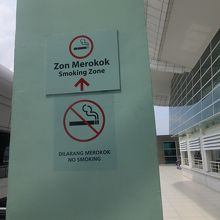 Zon Merokok
Smoking Zone
DILARANG MEROKOK
NO SMOKING